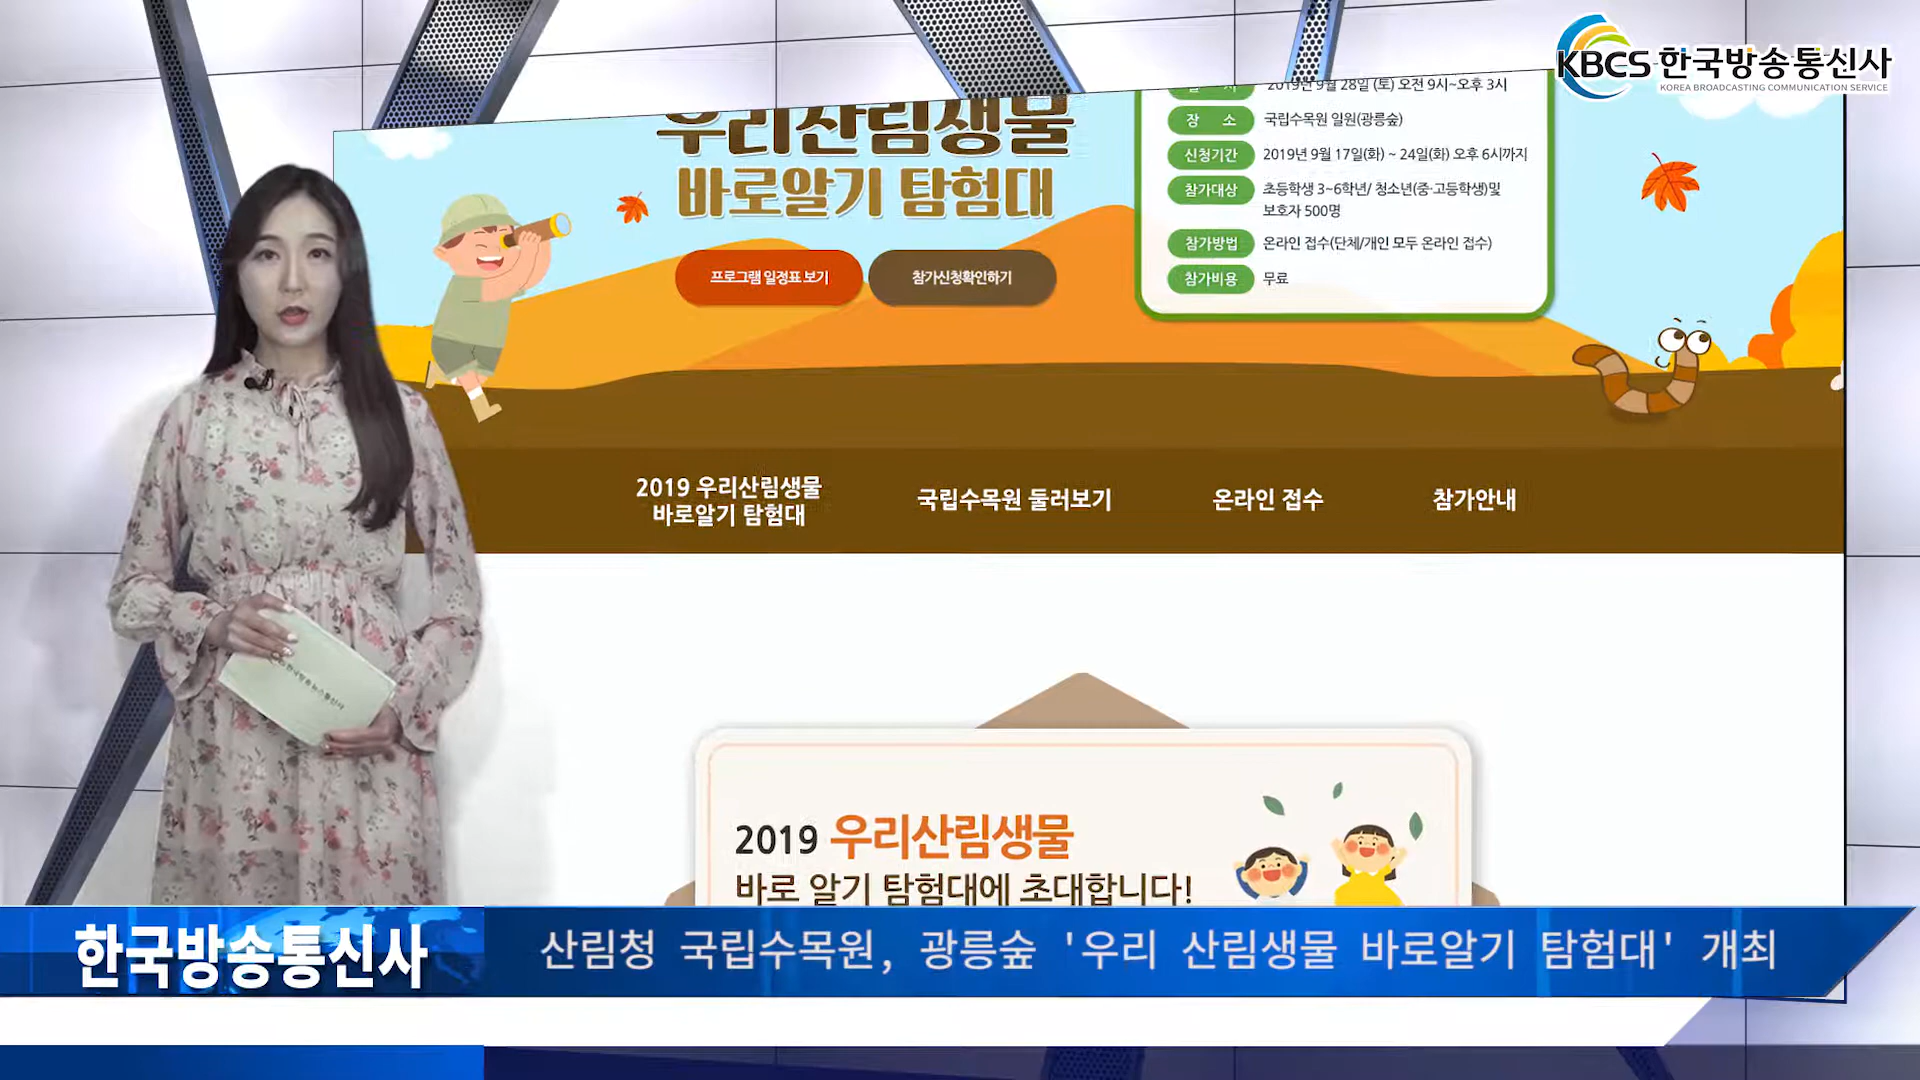 KBCS 한국방송통신사
KOREA BROADCASTING COMMUNICATION SERVICE
우리산림생물
바로알기 탐험대
프로그램 일정표 보기
참가신청확인하기
일 시 2019년 9월 28일 (토) 오전 9시~오후 3시
장 소 국립수목원 일원(광릉숲)
신청기간 2019년 9월 17일(화) ~ 24일(화) 오후 6시까지
참가대상 초등학생 3~6학년/ 청소년(중·고등학생)및
보호자 500명
참가방법 온라인 접수(단체/개인 모두 온라인 접수)
참가비용 무료
2019 우리산림생물
바로알기 탐험대
국립수목원 둘러보기
온라인 접수
참가안내
2019 우리산림생물
바로 알기 탐험대에 초대합니다!
한국방송통신사
산림청 국립수목원, 광릉숲 '우리 산림생물 바로알기 탐험대' 개최